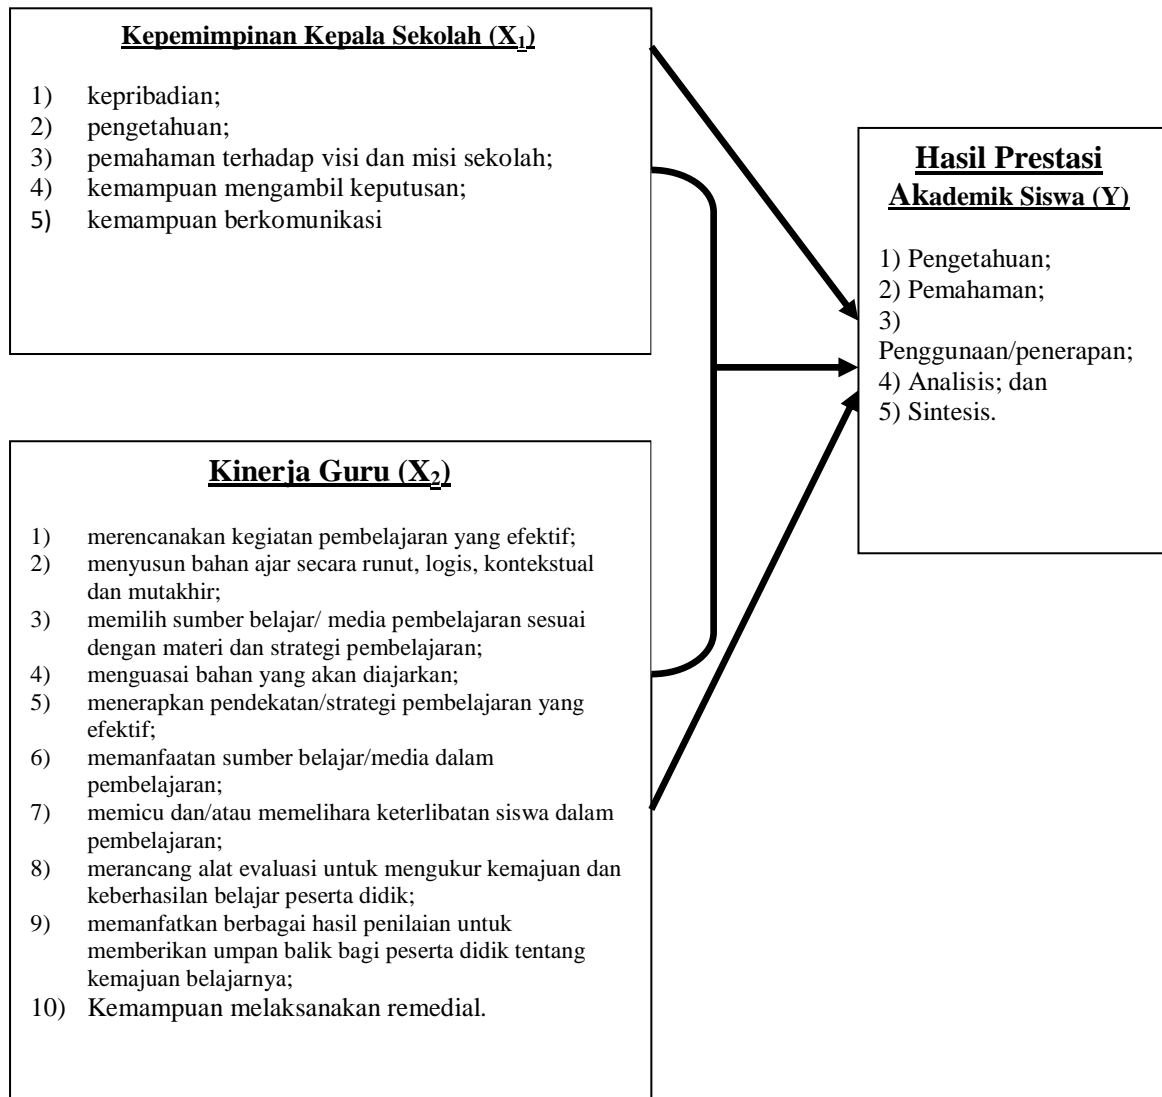 Kepemimpinan Kepala Sekolah (X1)
1) kepribadian;
2) pengetahuan;
3) pemahaman terhadap visi dan misi sekolah;
4) kemampuan mengambil keputusan;
5) kemampuan berkomunikasi
Hasil Prestasi
Akademik Siswa (Y)
1) Pengetahuan;
2) Pemahaman;
3)
Penggunaan/penerapan;
4) Analisis; dan
5) Sintesis.
Kinerja Guru (X2)
1) merencanakan kegiatan pembelajaran yang efektif;
2) menyusun bahan ajar secara runut, logis, kontekstual
dan mutakhir;
3) memilih sumber belajar/ media pembelajaran sesuai
dengan materi dan strategi pembelajaran;
4) menguasai bahan yang akan diajarkan;
5) menerapkan pendekatan/strategi pembelajaran yang
efektif;
6) memanfaatan sumber belajar/media dalam
pembelajaran;
7) memicu dan/atau memelihara keterlibatan siswa dalam
pembelajaran;
8) merancang alat evaluasi untuk mengukur kemajuan dan
keberhasilan belajar peserta didik;
9) memanfatkan berbagai hasil penilaian untuk
memberikan umpan balik bagi peserta didik tentang
kemajuan belajarnya;
10) Kemampuan melaksanakan remedial.